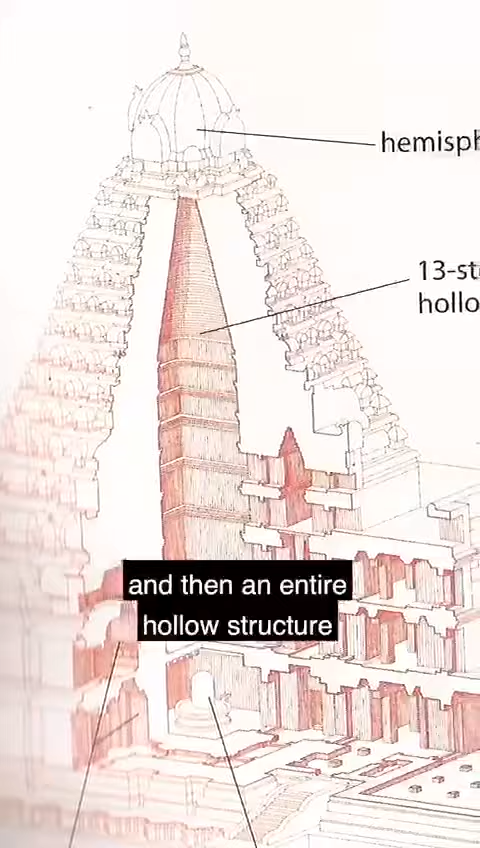 hemisph
13-st
hollo
and then an entire
hollow structure